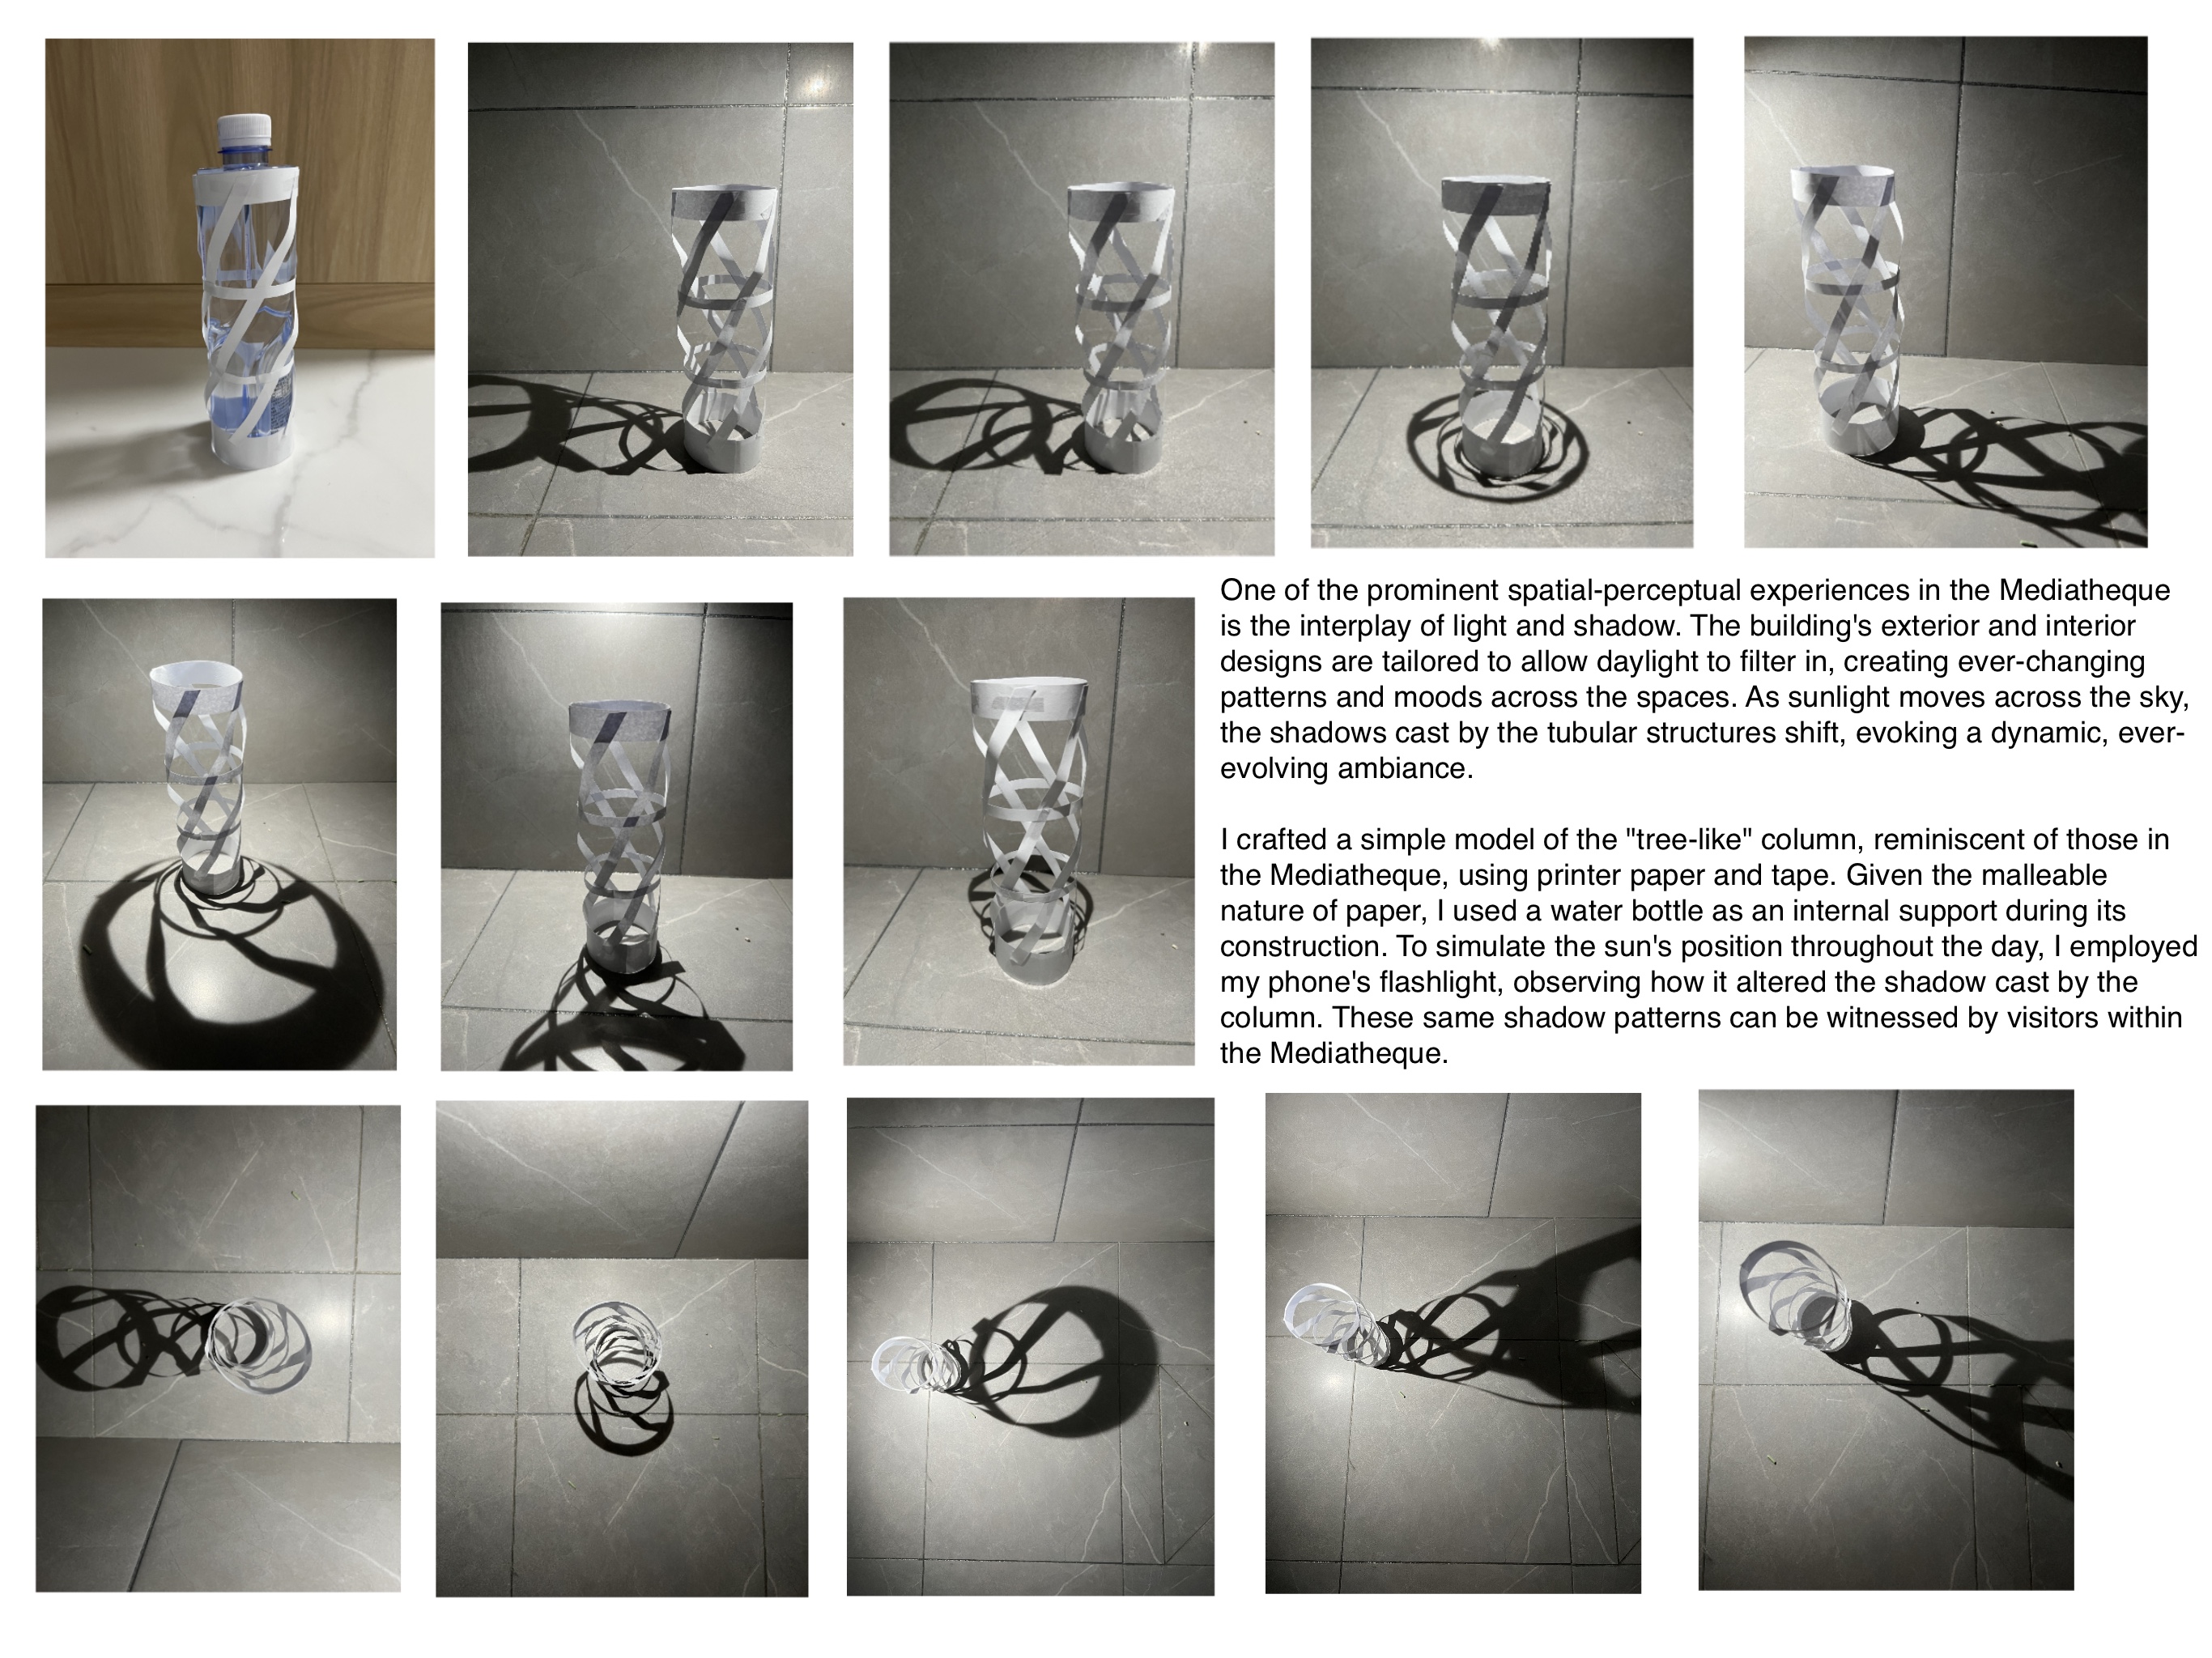 One of the prominent spatial-perceptual experiences in the Mediatheque
is the interplay of light and shadow. The building's exterior and interior
designs are tailored to allow daylight to filter in, creating ever-changing
patterns and moods across the spaces. As sunlight moves across the sky,
the shadows cast by the tubular structures shift, evoking a dynamic, ever-
evolving ambiance.
I crafted a simple model of the "tree-like" column, reminiscent of those in
the Mediatheque, using printer paper and tape. Given the malleable
nature of paper, I used a water bottle as an internal support during its
construction. To simulate the sun's position throughout the day, I employed
my phone's flashlight, observing how it altered the shadow cast by the
column. These same shadow patterns can be witnessed by visitors within
the Mediatheque.